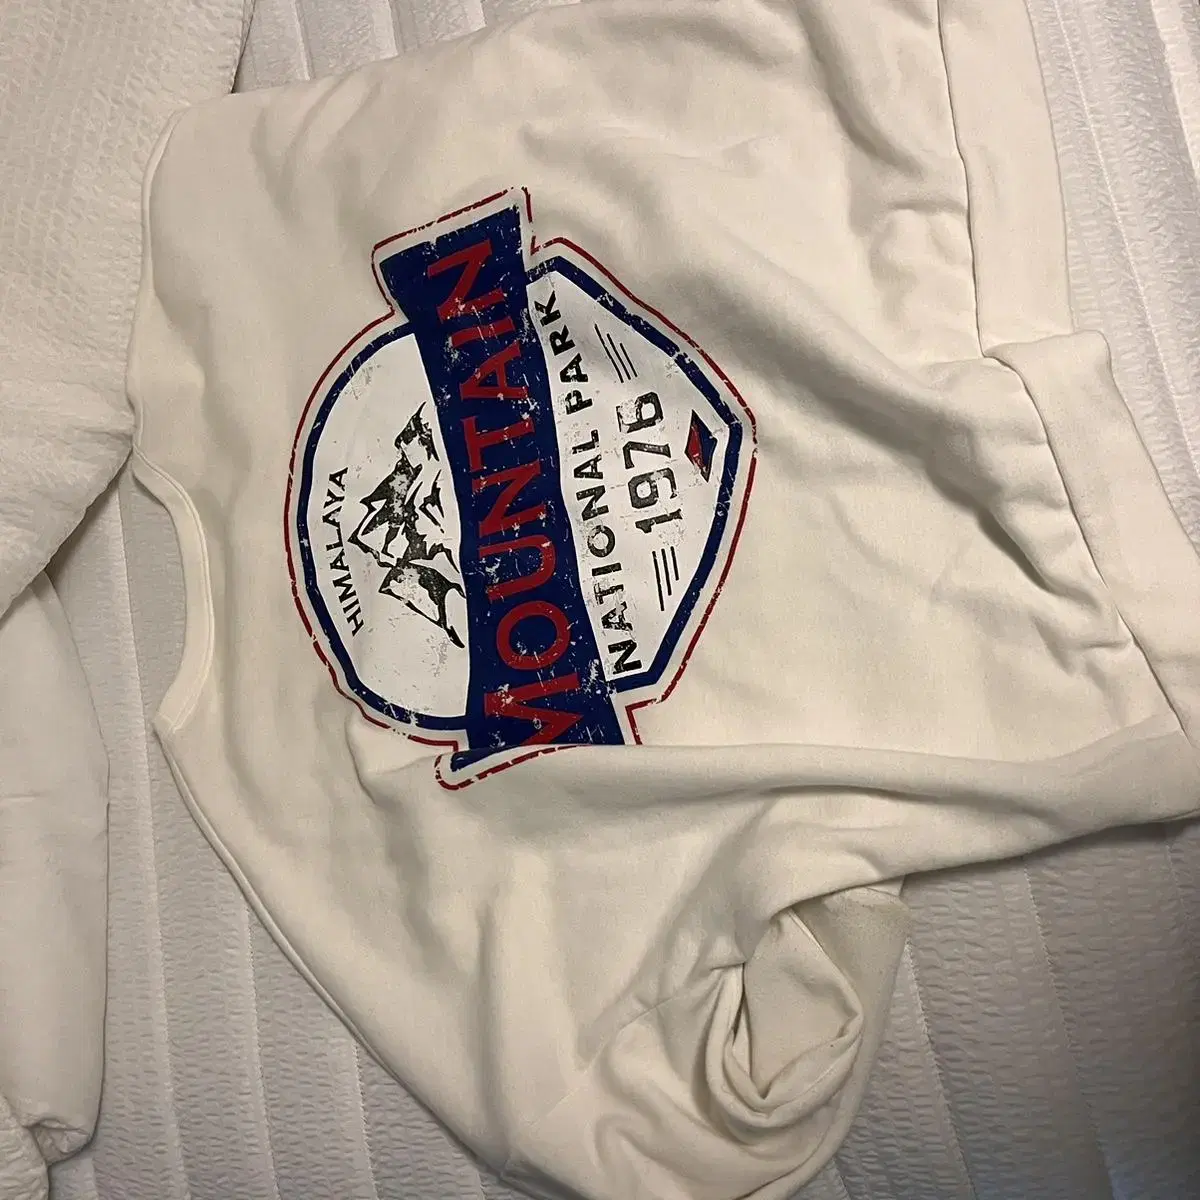 HIMALAYA
MOUNTAIN
NATIONAL PARK
1976